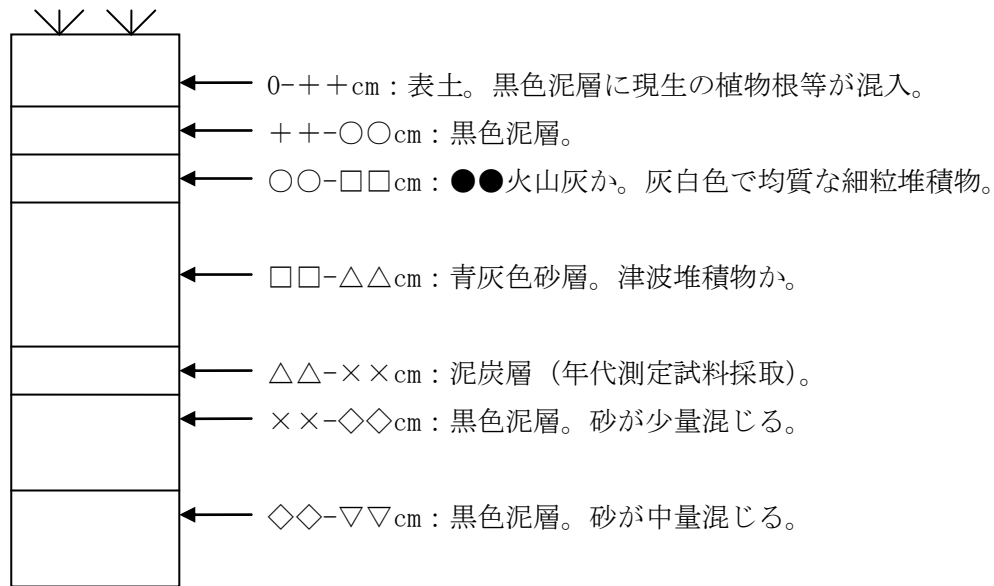 0-＋＋cm：表土。黒色泥層に現生の植物根等が混入。
＋＋-○○cm：黒色泥層。
○○-□□cm：●●火山灰か。灰白色で均質な細粒堆積物。
□□-△△cm：青灰色砂層。津波堆積物か。
△△-××cm：泥炭層（年代測定試料採取）。
××-◇◇cm：黒色泥層。砂が少量混じる。
◇◇-▽▽cm：黒色泥層。砂が中量混じる。